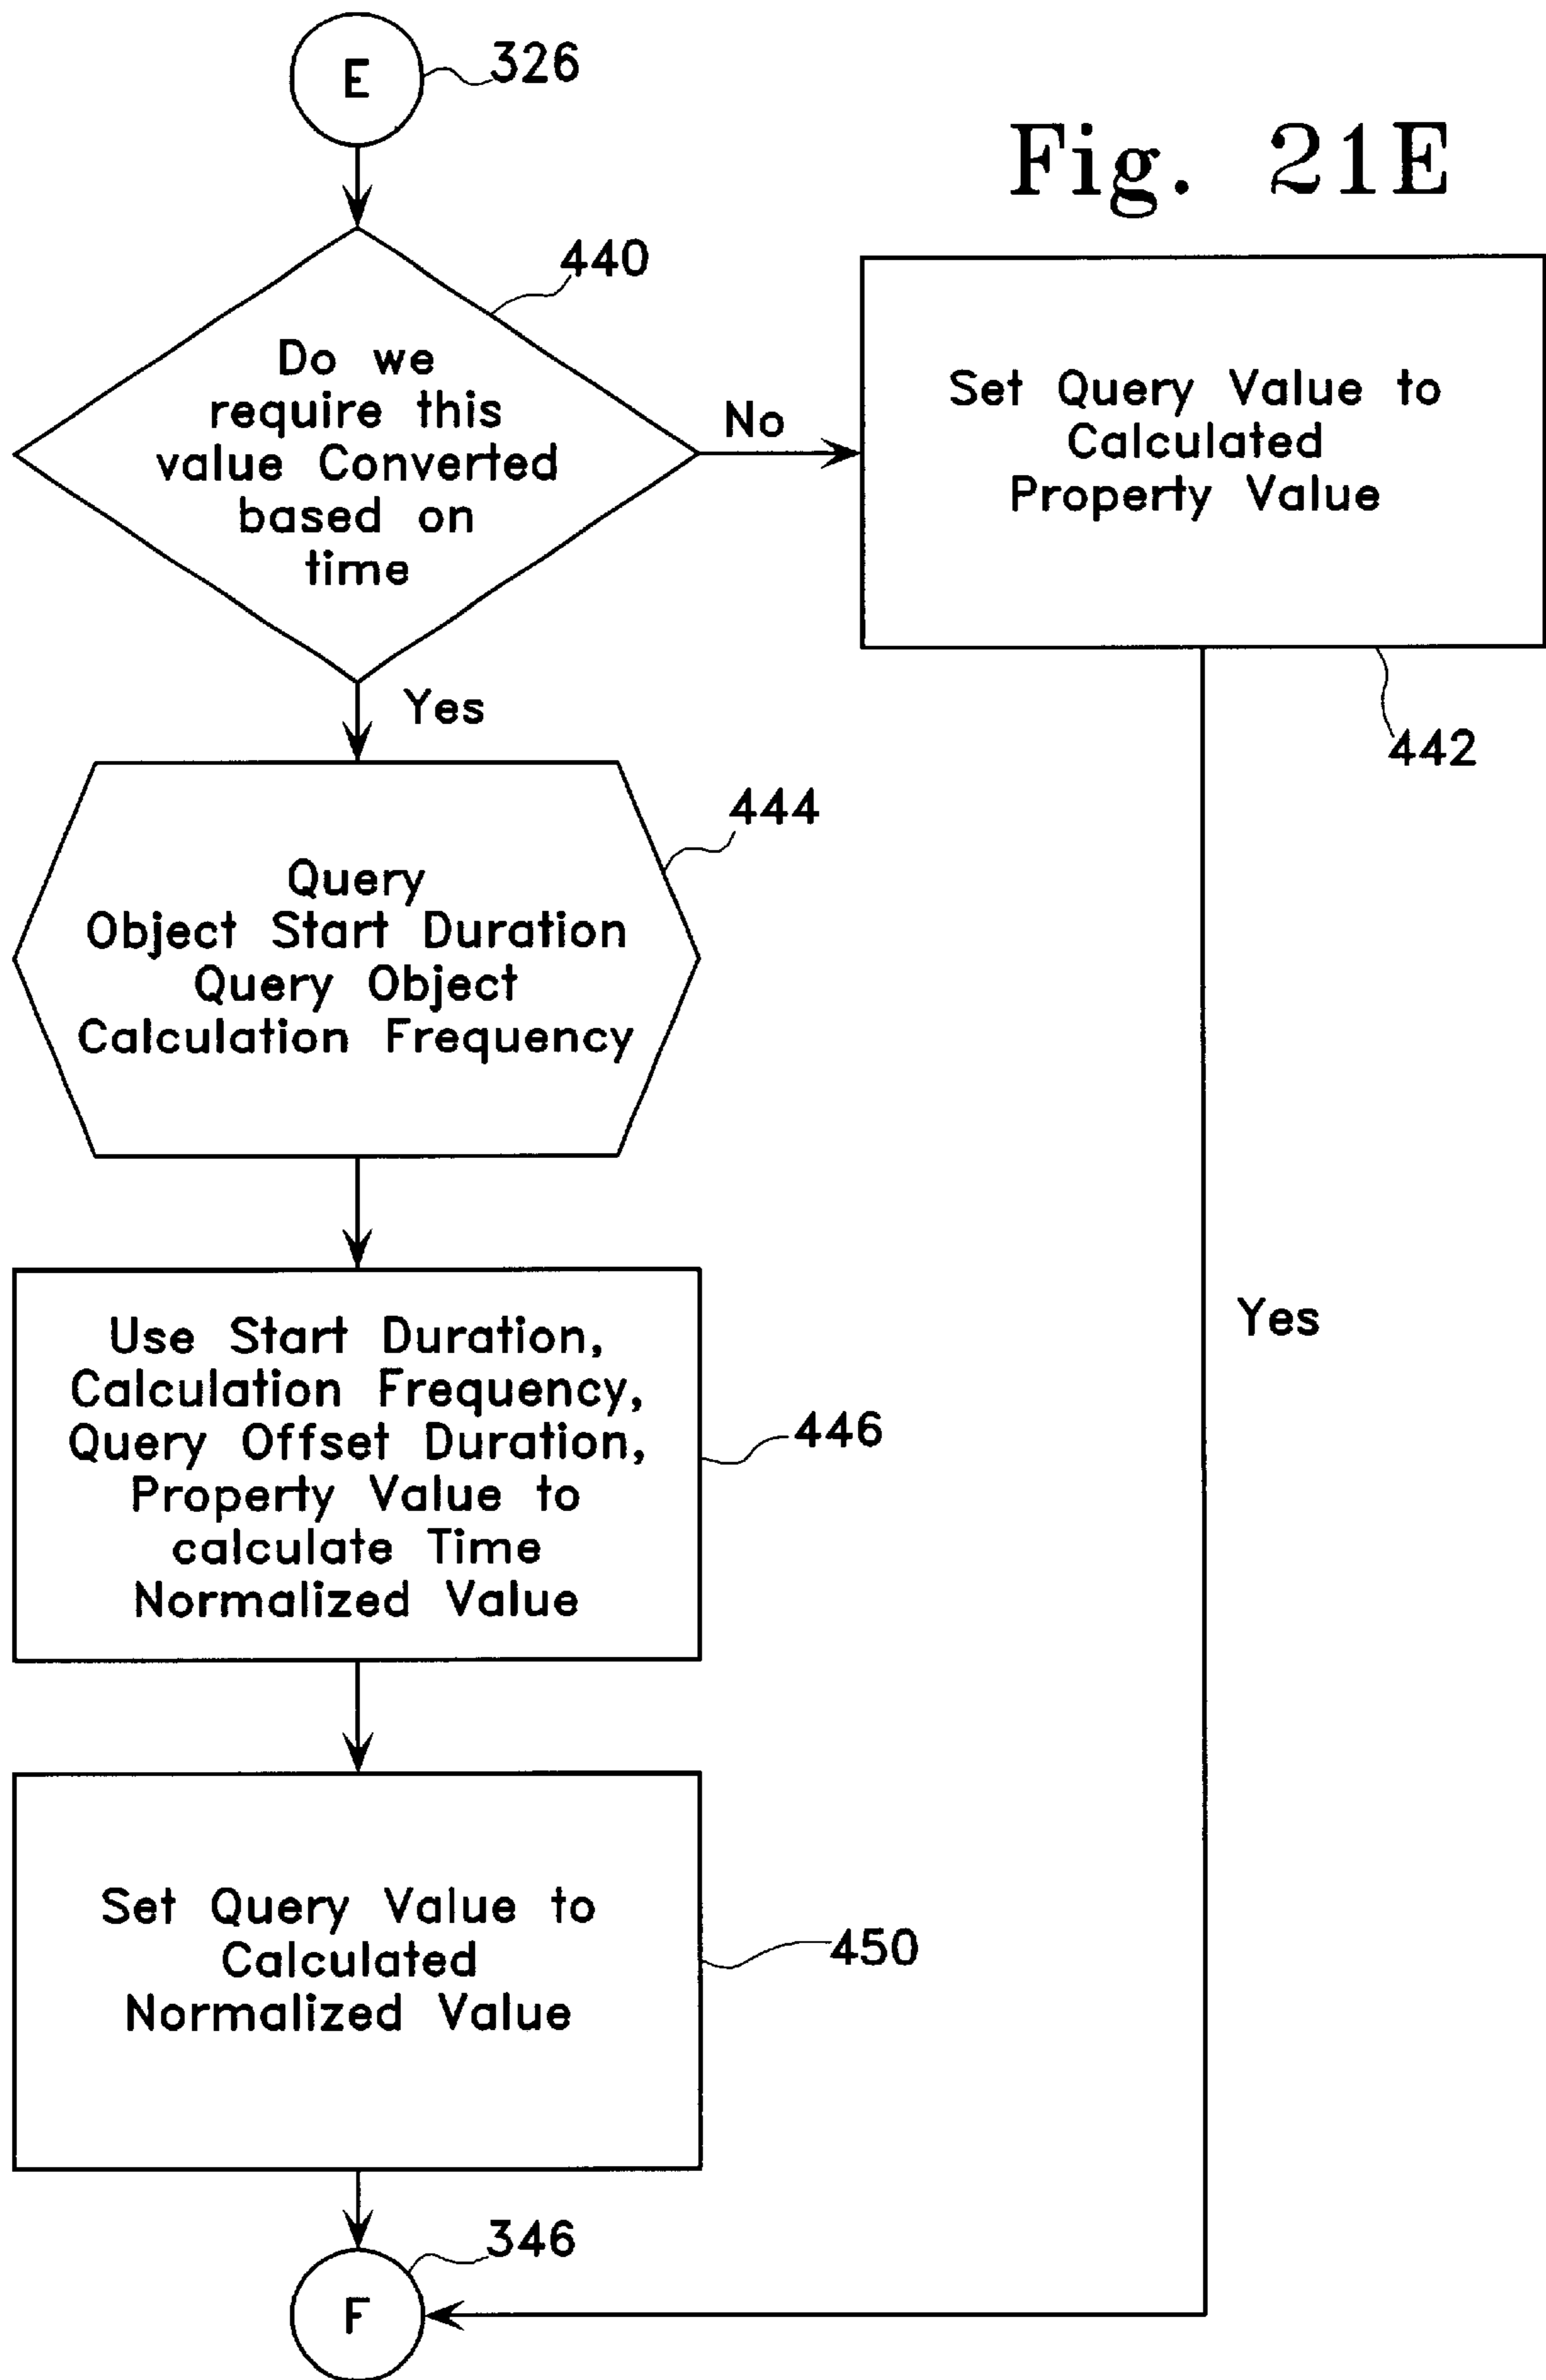 E
326
Fig. 21E
440
Do we
require this
value Converted
based on
time
No
Set Query Value to
Calculated
Property Value
442
Yes
444
Query
Object Start Duration
Query Object
Calculation Frequency
Yes
Use Start Duration,
Calculation Frequency,
Query Offset Duration,
Property Value to
calculate Time
Normalized Value
446
Set Query Value to
Calculated
Normalized Value
450
346
F